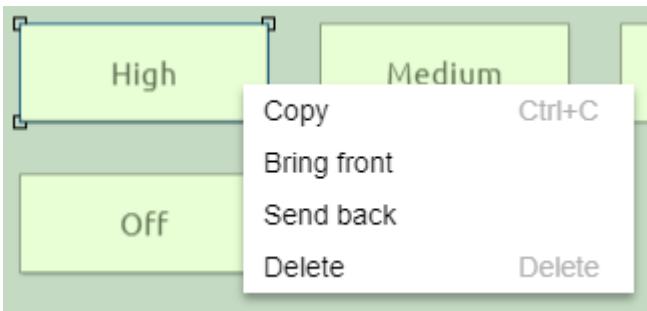 High
Medium
Copy Ctrl+C
Bring front
Send back
Delete Delete
Off